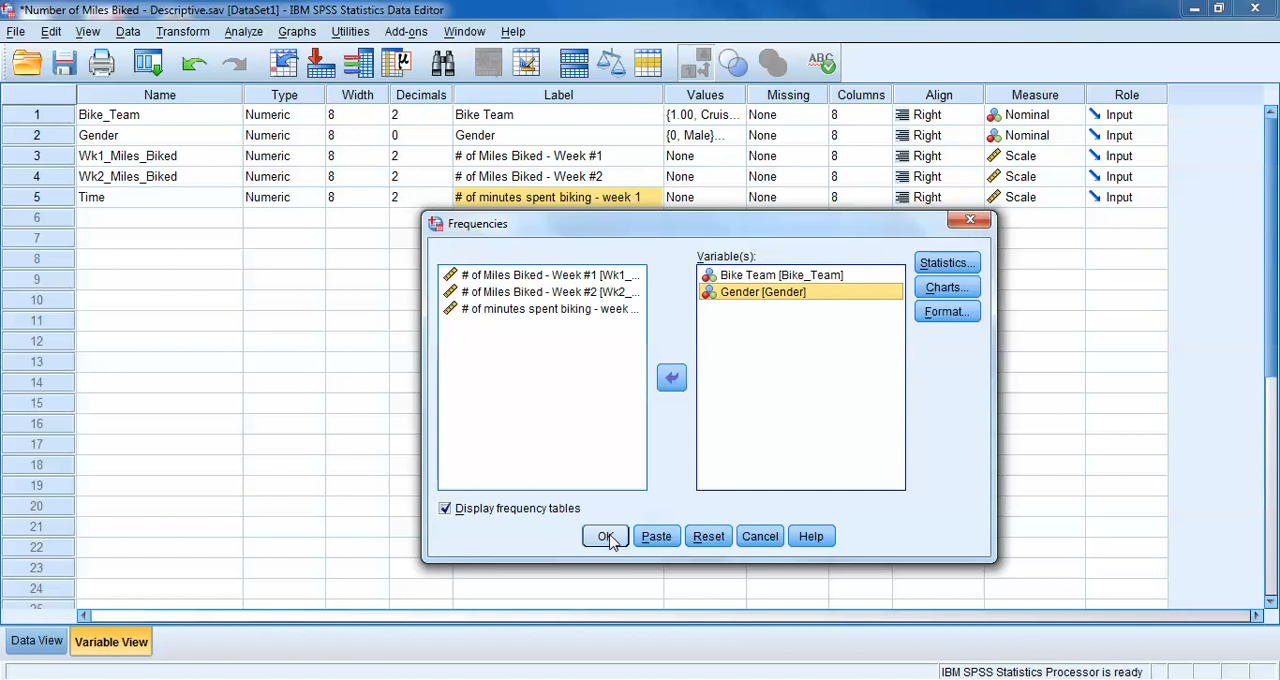 *Number of Miles Biked - Descriptive.sav [DataSet1] - IBM SPSS Statistics Data Editor
File Edit View Data Transform Analyze Graphs Utilities Add-ons Window Help
Name Type Width Decimals Label Values Missing Columns Align Measure Role
1 Bike_Team Numeric 8 2 Bike Team {1.00, Cruis... None 8 Right Nominal Input
2 Gender Numeric 8 0 Gender {0, Male}... None 8 Right Nominal Input
3 Wk1_Miles_Biked Numeric 8 2 # of Miles Biked - Week #1 None None 8 Right Scale Input
4 Wk2_Miles_Biked Numeric 8 2 # of Miles Biked - Week #2 None None 8 Right Scale Input
5 Time Numeric 8 2 # of minutes spent biking - week 1 None None 8 Right Scale Input
6
7
8
9
10
11
12
13
14
15
16
17
18
19
20
21
22
23
24
25
Frequencies
# of Miles Biked - Week #1 [Wk1_...
# of Miles Biked - Week #2 [Wk2_...
# of minutes spent biking - week ...
Variable(s):
Bike Team [Bike_Team]
Gender [Gender]
Statistics...
Charts...
Format...
Display frequency tables
OK Paste Reset Cancel Help
Data View Variable View
IBM SPSS Statistics Processor is ready